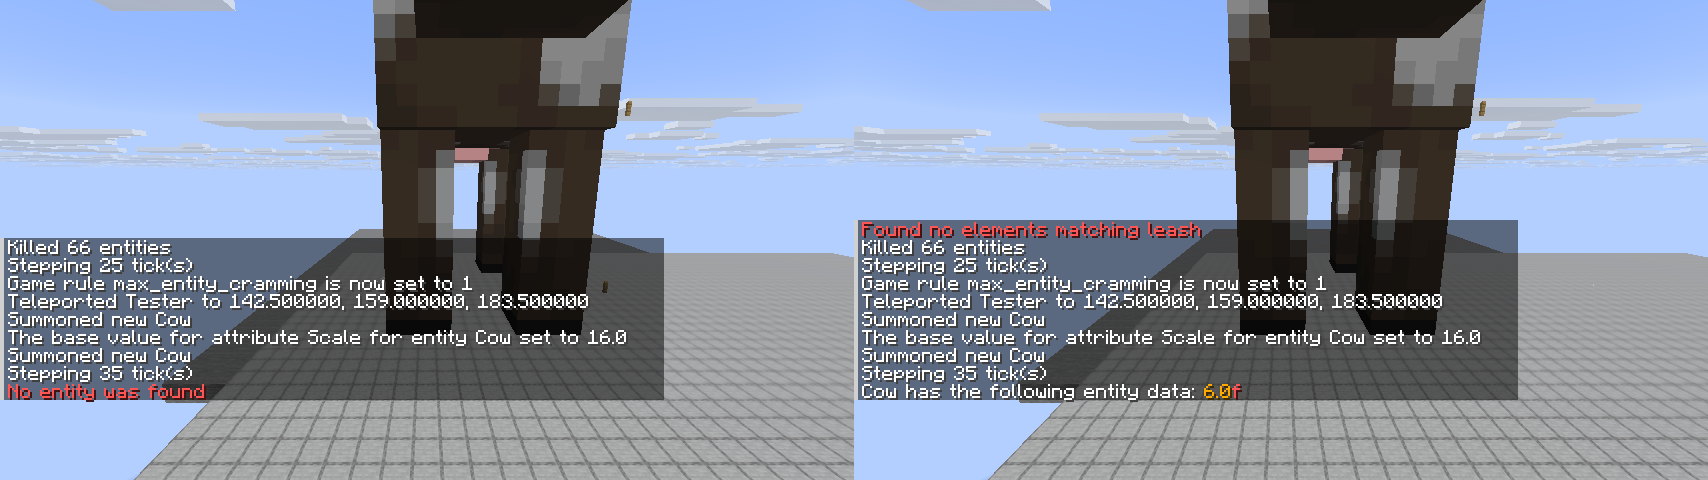 Killed 66 entities
Stepping 25 tick(s)
Game rule max_entity_cramming is now set to 1
Teleported Tester to 142.500000, 159.000000, 183.500000
Summoned new Cow
The base value for attribute Scale for entity Cow set to 16.0
Summoned new Cow
Stepping 35 tick(s)
No entity was found
Found no elements matching leash
Killed 66 entities
Stepping 25 tick(s)
Game rule max_entity_cramming is now set to 1
Teleported Tester to 142.500000, 159.000000, 183.500000
Summoned new Cow
The base value for attribute Scale for entity Cow set to 16.0
Summoned new Cow
Stepping 35 tick(s)
Cow has the following entity data: 6.0f